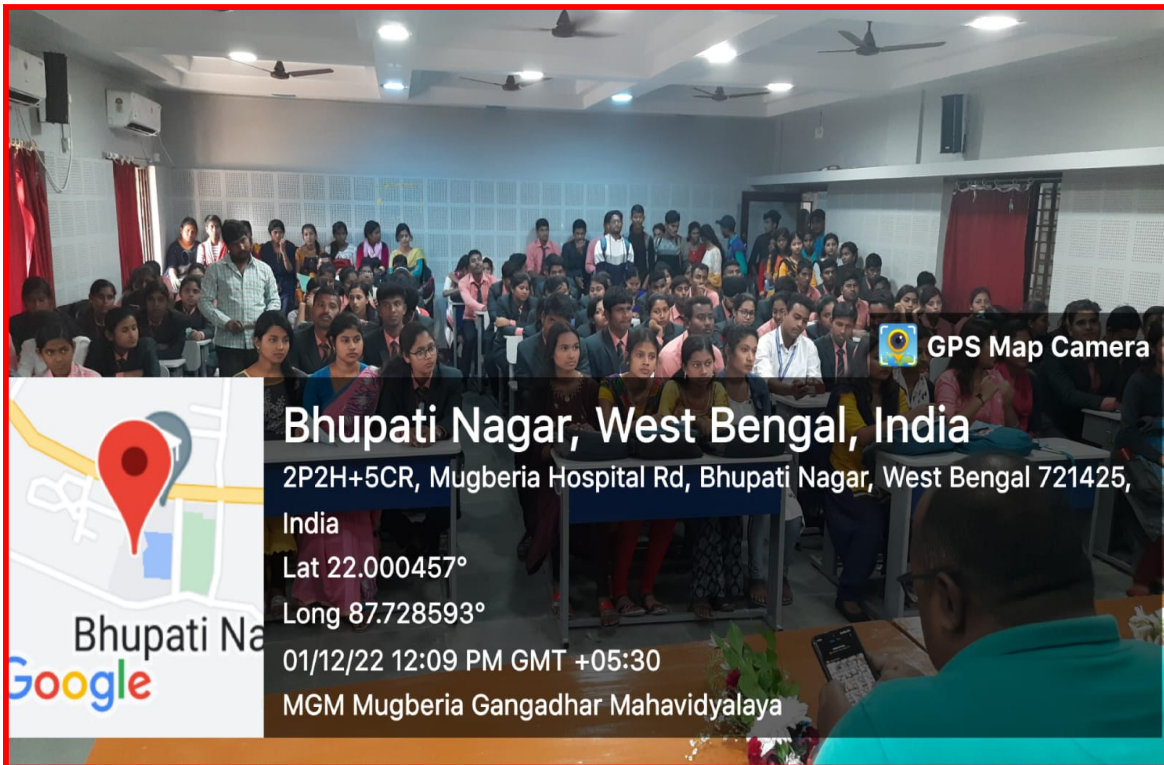 GPS Map Camera
Bhupati Nagar, West Bengal, India
2P2H+5CR, Mugberia Hospital Rd, Bhupati Nagar, West Bengal 721425,
India
Lat 22.000457°
Long 87.728593°
01/12/22 12:09 PM GMT +05:30
MGM Mugberia Gangadhar Mahavidyalaya
Bhupati Na
Google